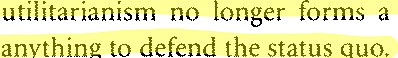 utilitarianism no longer forms a
anything to defend the status quo.